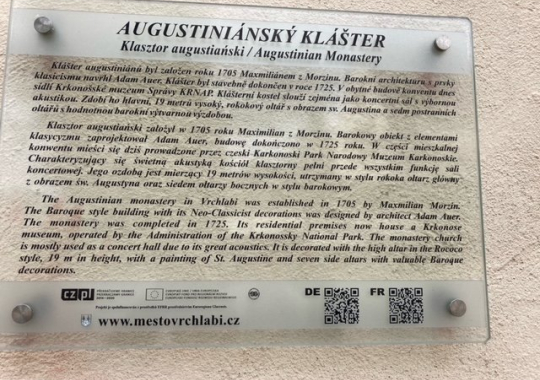 AUGUSTINIÁNSKÝ KLÁŠTER
Klasztor augustiański / Augustinian Monastery
Klášter augustiniánů byl založen roku 1705 Maxmiliánem z Morzinu. Barokní architekturu s prvky
klasicismu navrhl Adam Auer. Klášter byl stavebně dokončen v roce 1725. V obytné budově konventu dnes
sídlí Krkonošské muzeum Správy KRNAP. Klášterní kostel slouží zejména jako koncertní sál s výbornou
akustikou. Zdobí ho hlavní, 19 metrů vysoký, rokokový oltář s obrazem sv. Augustina a sedm postranních
oltářů s hodnotnou barokní výtvarnou výzdobou.
Klasztor augustiański założył w 1705 roku Maximilian z Morzinu. Barokowy obiekt z elementami
klasycyzmu zaprojektował Adam Auer, budowę dokończono w 1725 roku. W części mieszkalnej
konwentu mieści się dziś prowadzone przez czeski Karkonoski Park Narodowy Muzeum Karkonoskie.
Charakteryzujący się świetną akustyką kościół klasztorny pełni przede wszystkim funkcję sali
koncertowej. Jego ozdobą jest mierzący 19 metrów wysokości, utrzymany w stylu rokoka ołtarz główny
z obrazem św. Augustyna oraz siedem ołtarzy bocznych w stylu barokowym.
The Augustinian monastery in Vrchlabí was established in 1705 by Maxmilian Morzin.
The Baroque style building with its Neo-Classicist decorations was designed by architect Adam Auer.
The monastery was completed in 1725. Its residential premises now house a Krkonose
museum, operated by the Administration of the Krkonossky National Park. The monastery church
is mostly used as a concert hall due to its great acoustics. It is decorated with the high altar in the Rococo
style, 19 m in height, with a painting of St. Augustine and seven side altars with valuable Baroque
decorations.
cz pl
DE FR
www.mestovrchlabi.cz